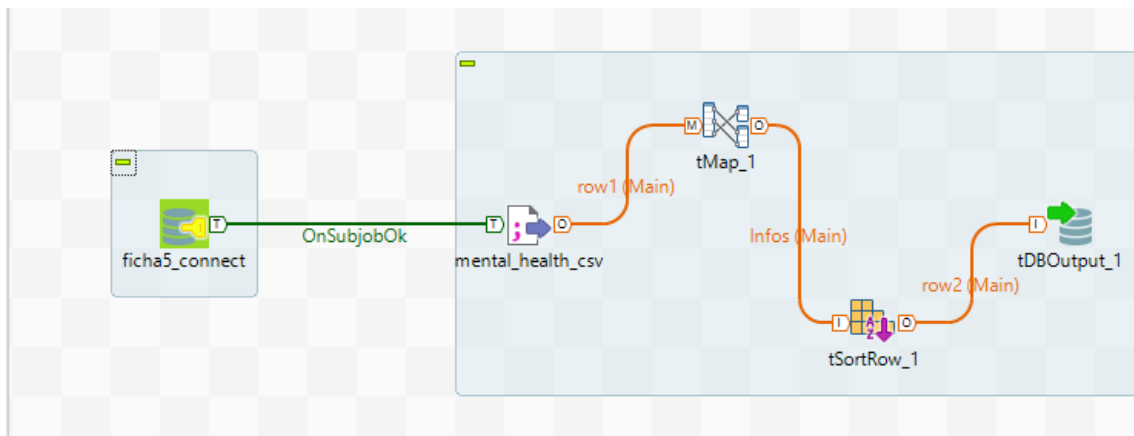 tMap_1
row1 (Main)
OnSubjobOk
Infos (Main)
ficha5_connect
mental_health_csv
tDBOutput_1
row2 (Main)
tSortRow_1
T
T
O
M
O
I
O
I
A
Z
;